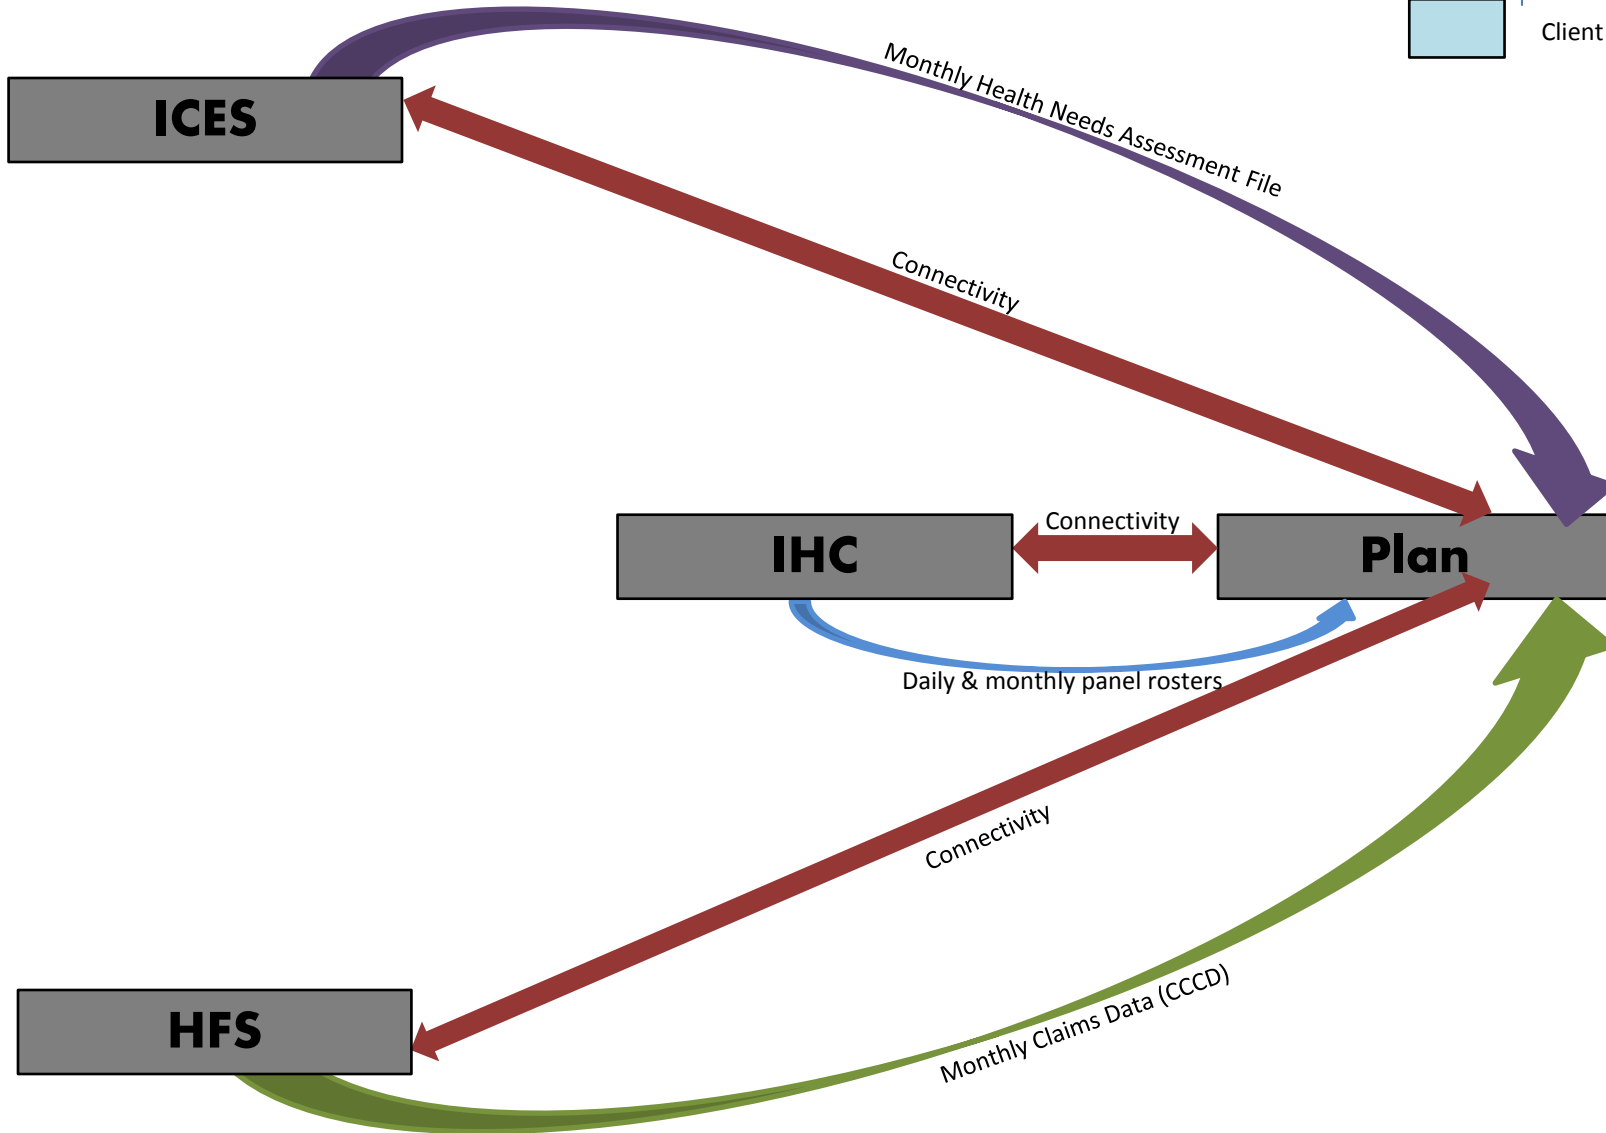 Client
Monthly Health Needs Assessment File
ICES
Connectivity
Connectivity
IHC
Plan
Daily & monthly panel rosters
Connectivity
Monthly Claims Data (CCCD)
HFS